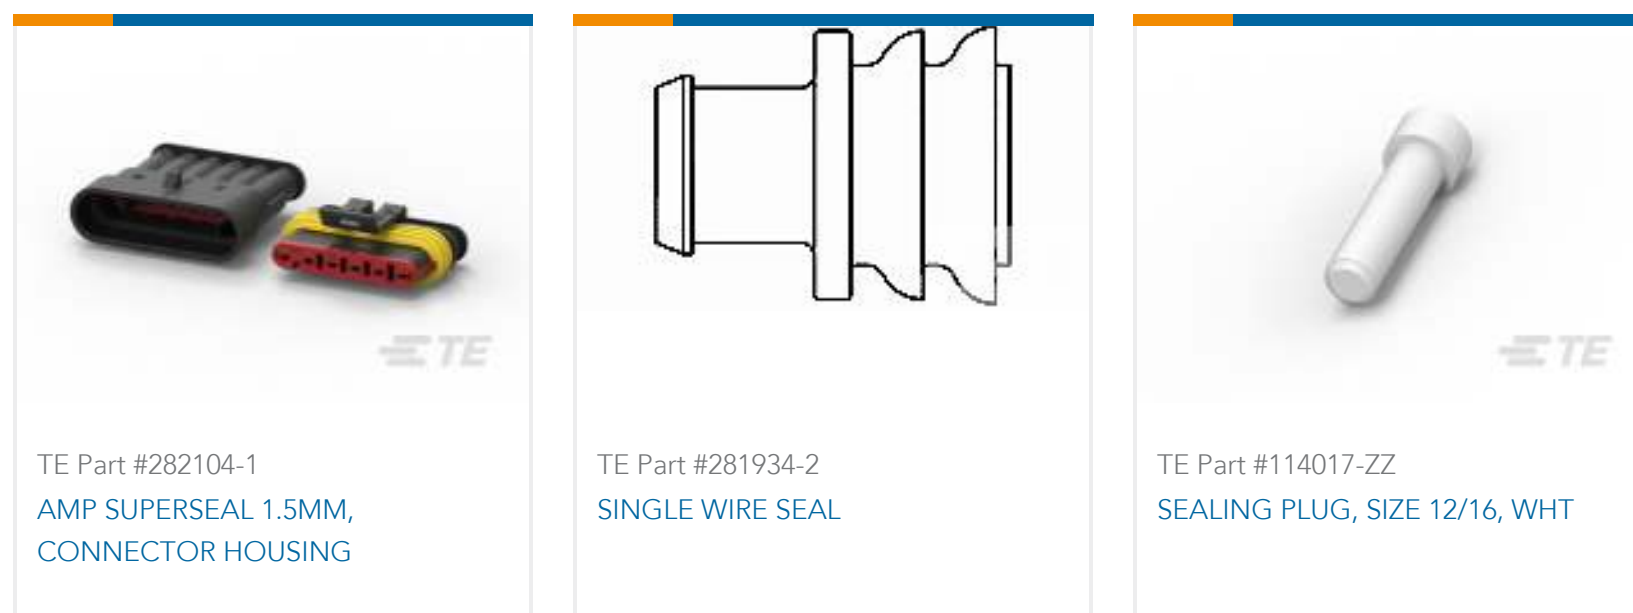 TE
TE
TE Part #282104-1
AMP SUPERSEAL 1.5MM,
CONNECTOR HOUSING
TE Part #281934-2
SINGLE WIRE SEAL
TE Part #114017-ZZ
SEALING PLUG, SIZE 12/16, WHT